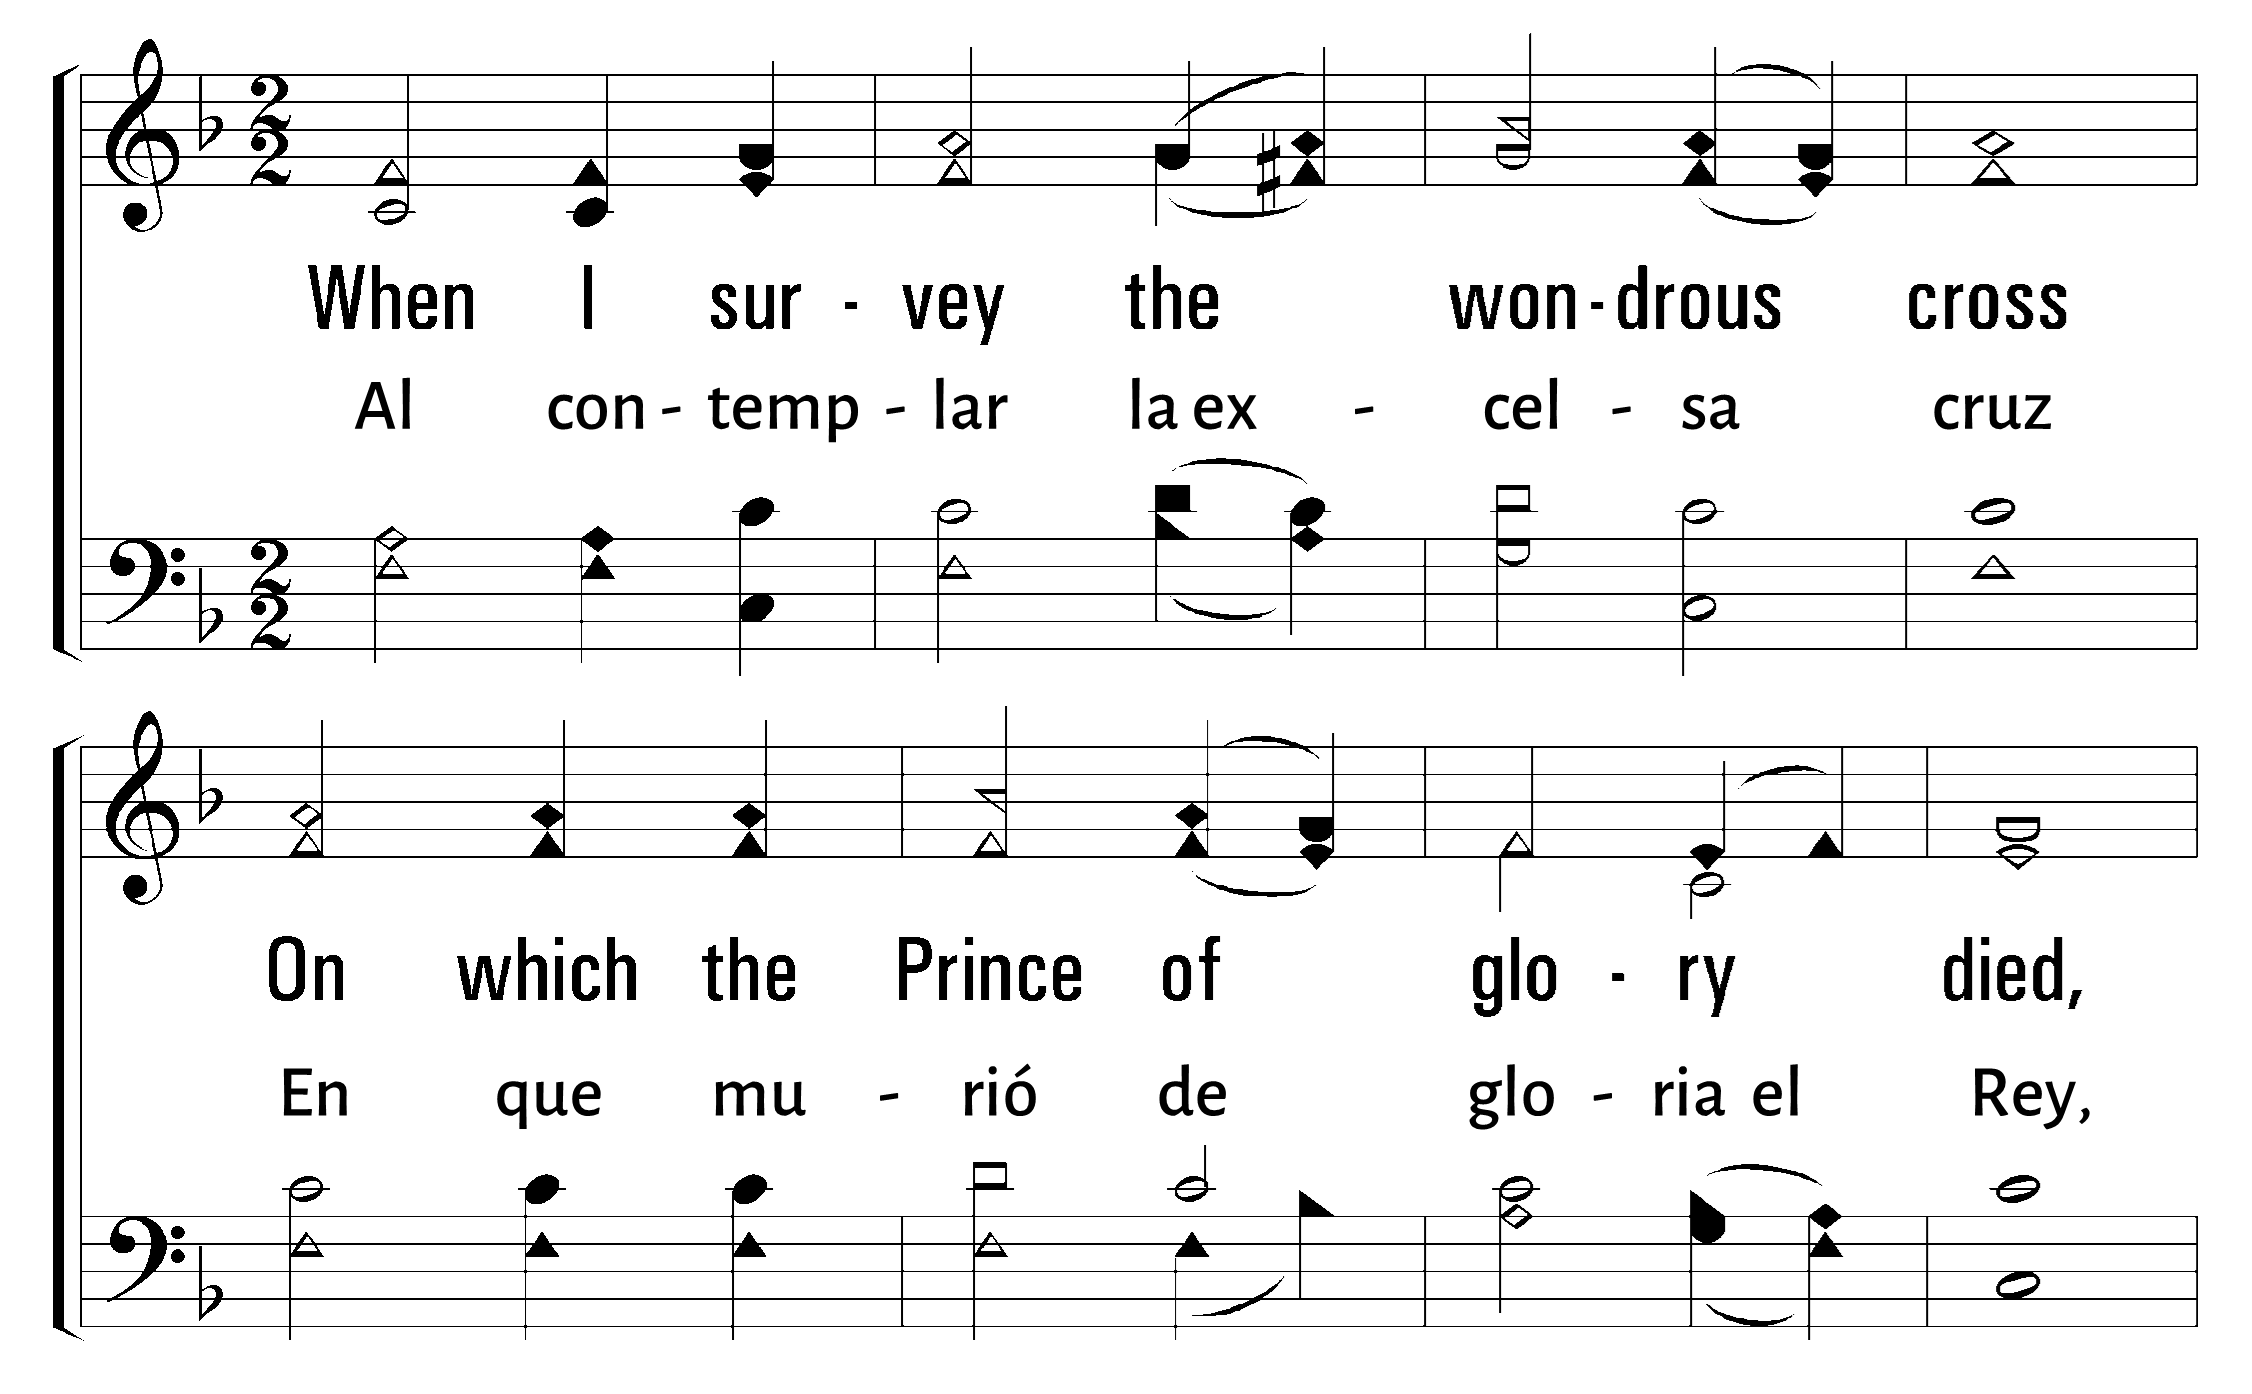 When I sur - vey the won - drous cross
Al con - temp - lar la ex - cel - sa cruz
On which the Prince of glo - ry died,
En que mu - rió de glo - ria el Rey,